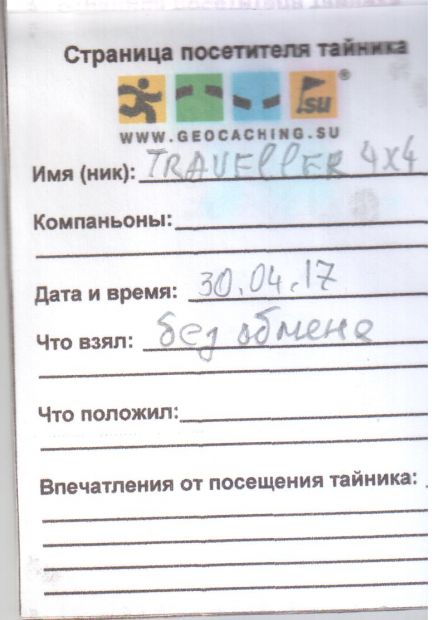 Страница посетителя тайника
su ®
WWW.GEOCACHING.SU
Имя (ник): TRAVELLER 4x4
Компаньоны:
Дата и время: 30.04.17
Что взял: без обмена
Что положил:
Впечатления от посещения тайника: